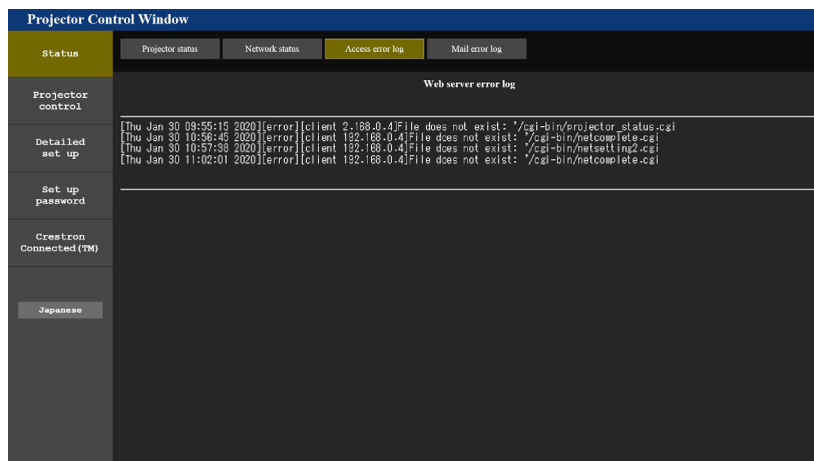 Projector Control Window
Status
Projector status
Network status
Access error log
Mail error log
Projector
control
Detailed
set up
Set up
password
Crestron
Connected(TM)
Japanese
Web server error log
[Thu Jan 30 09:55:15 2020][error][client 2.168.0.4]File does not exist: '/cgi-bin/projector_status.cgi
[Thu Jan 30 10:56:45 2020][error][client 192.168.0.4]File does not exist: '/cgi-bin/netcomplete.cgi
[Thu Jan 30 10:57:38 2020][error][client 192.168.0.4]File does not exist: '/cgi-bin/netsetting2.cgi
[Thu Jan 30 11:02:01 2020][error][client 192.168.0.4]File does not exist: '/cgi-bin/netcomplete.cgi